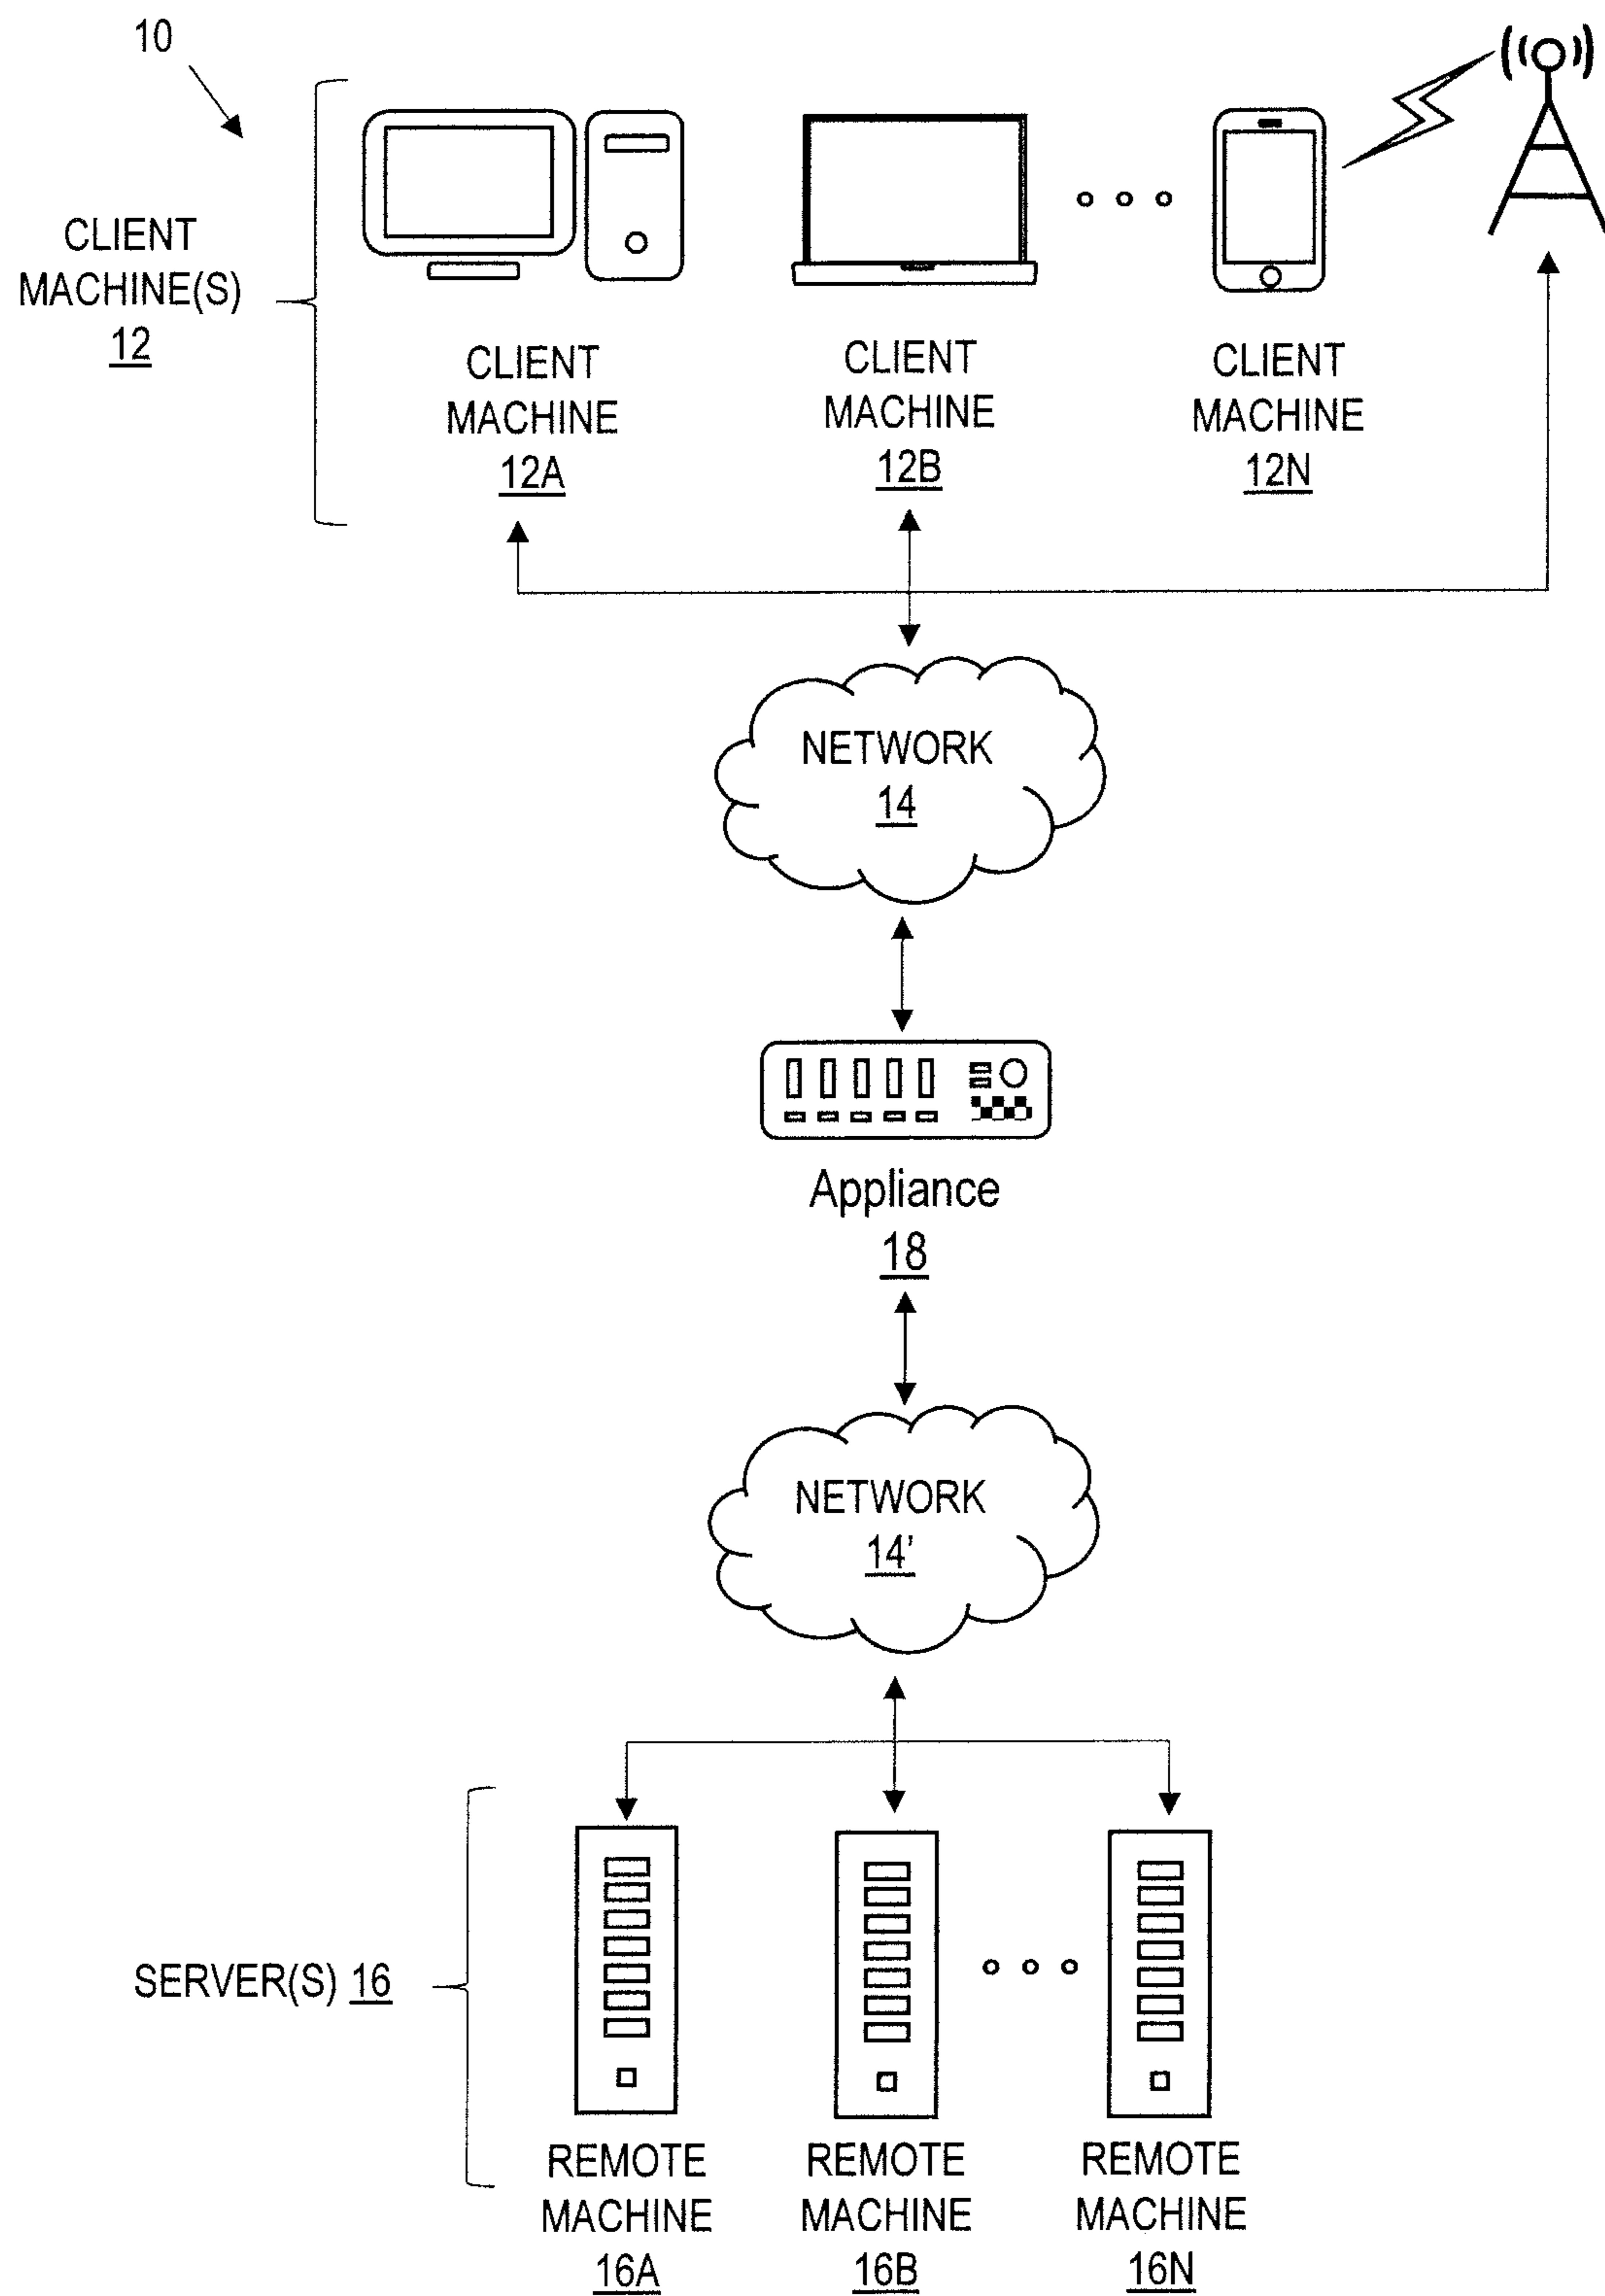 10
CLIENT
MACHINE(S)
12
CLIENT
MACHINE
12A
CLIENT
MACHINE
12B
CLIENT
MACHINE
12N
NETWORK
14
Appliance
18
NETWORK
14'
SERVER(S) 16
REMOTE
MACHINE
16A
REMOTE
MACHINE
16B
REMOTE
MACHINE
16N